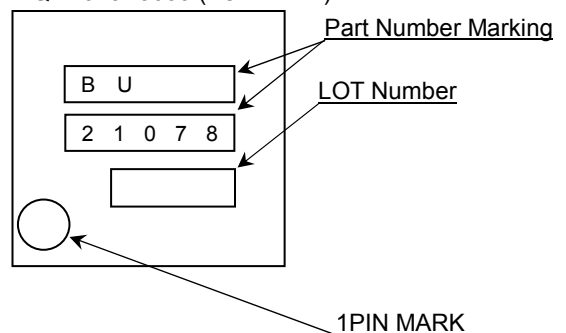 Part Number Marking
B U
LOT Number
2 1 0 7 8
1PIN MARK